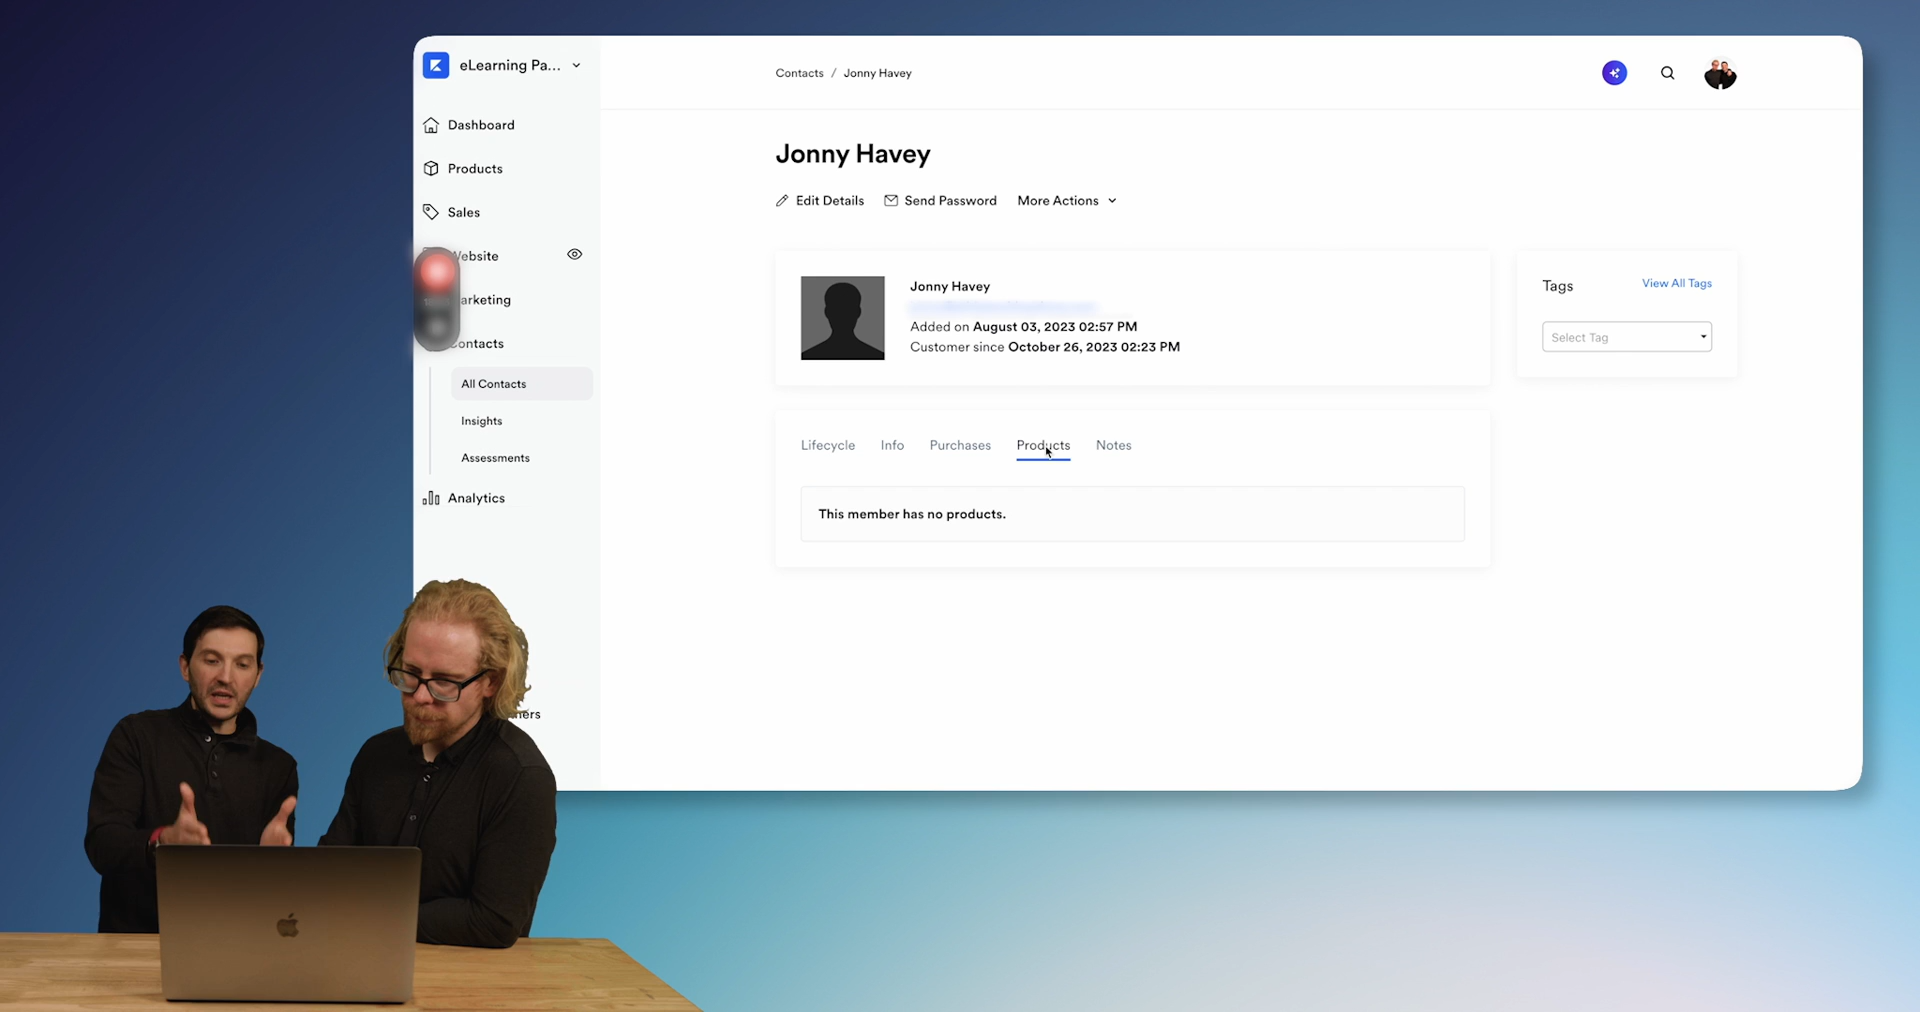 eLearning Pa...
Contacts / Jonny Havey
Dashboard
Products
Sales
ebsite
arketing
ontacts
All Contacts
Insights
Assessments
Analytics
Jonny Havey
Edit Details
Send Password
More Actions
Jonny Havey
Added on August 03, 2023 02:57 PM
Customer since October 26, 2023 02:23 PM
Tags
View All Tags
Select Tag
Lifecycle
Info
Purchases
Products
Notes
This member has no products.